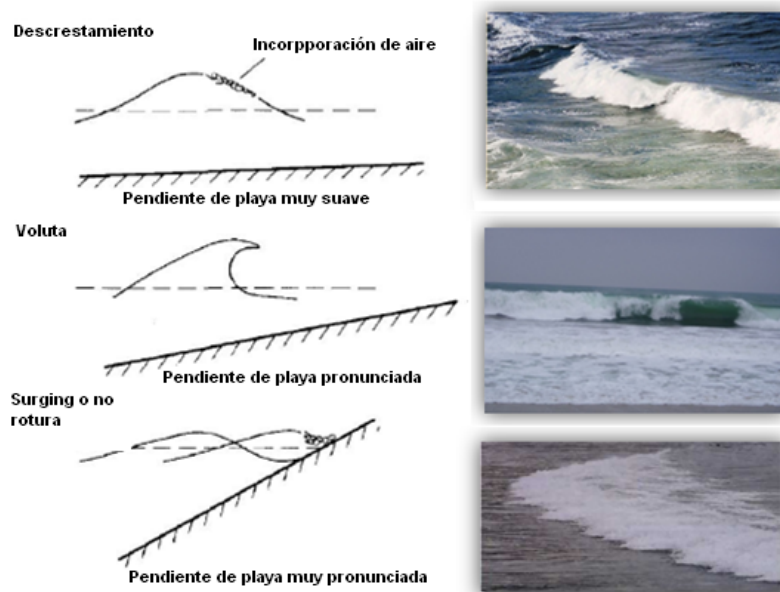 Descrestamiento
Incorpporación de aire
Pendiente de playa muy suave
Voluta
Pendiente de playa pronunciada
Surging o no
rotura
Pendiente de playa muy pronunciada